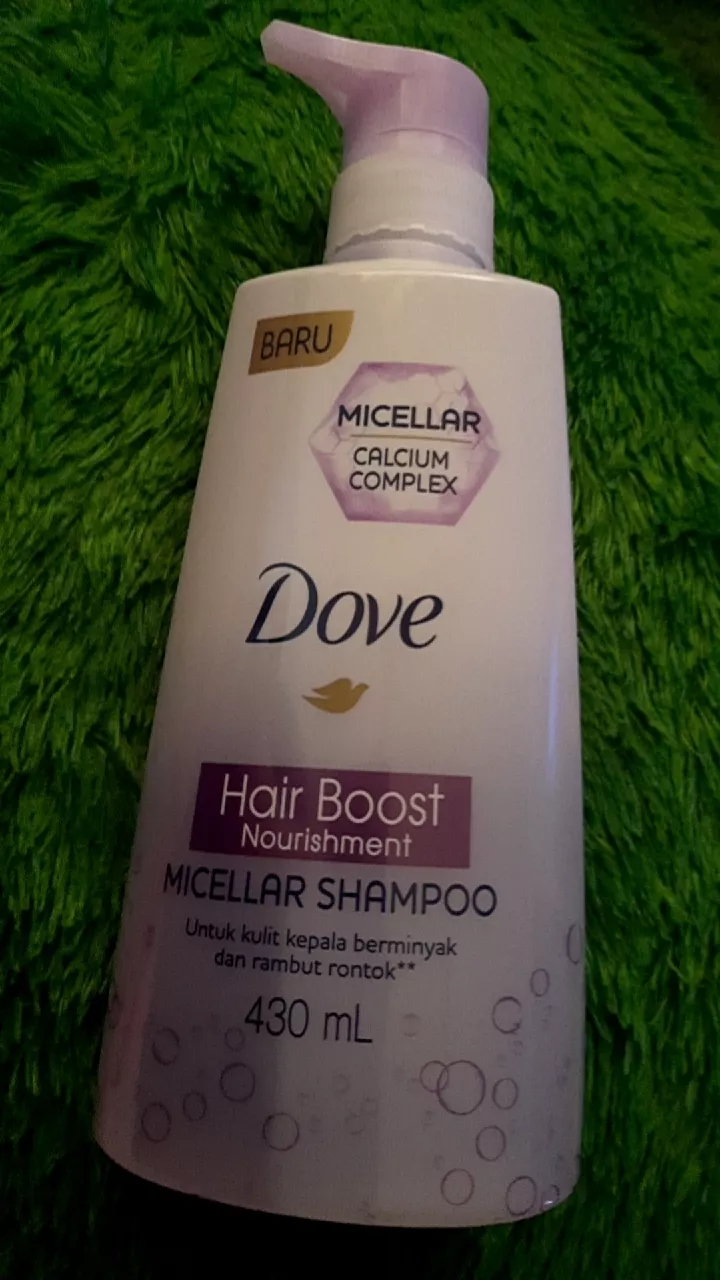 BARU
MICELLAR
CALCIUM
COMPLEX
Dove
Hair Boost
Nourishment
MICELLAR SHAMPOO
Untuk kulit kepala berminyak
dan rambut rontok**
430 mL